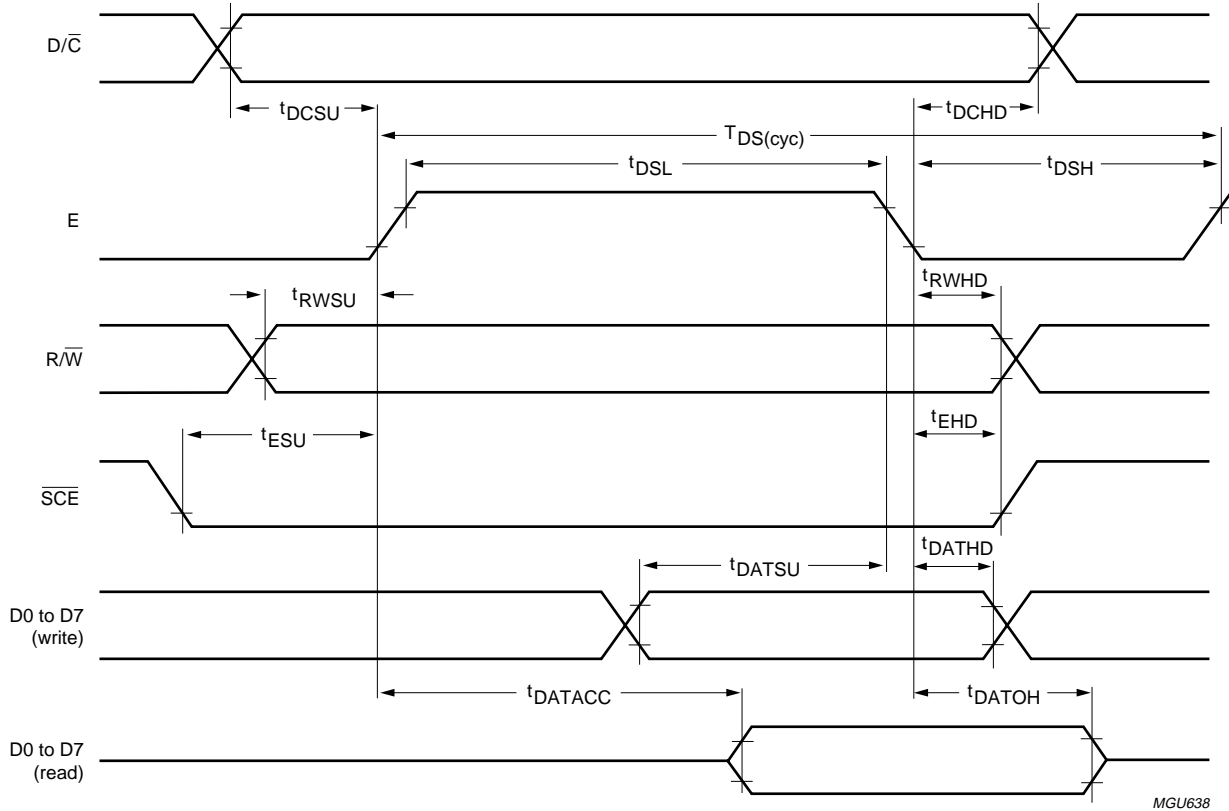 D/C̅
tDCSU
tDCHD
TDS(cyc)
tDSL
tDSH
E
tRWSU
tRWHD
R/W̅
tESU
tEHD
S̅C̅E̅
tDATHD
tDATSU
D0 to D7
(write)
tDATACC
tDATOH
D0 to D7
(read)
MGU638